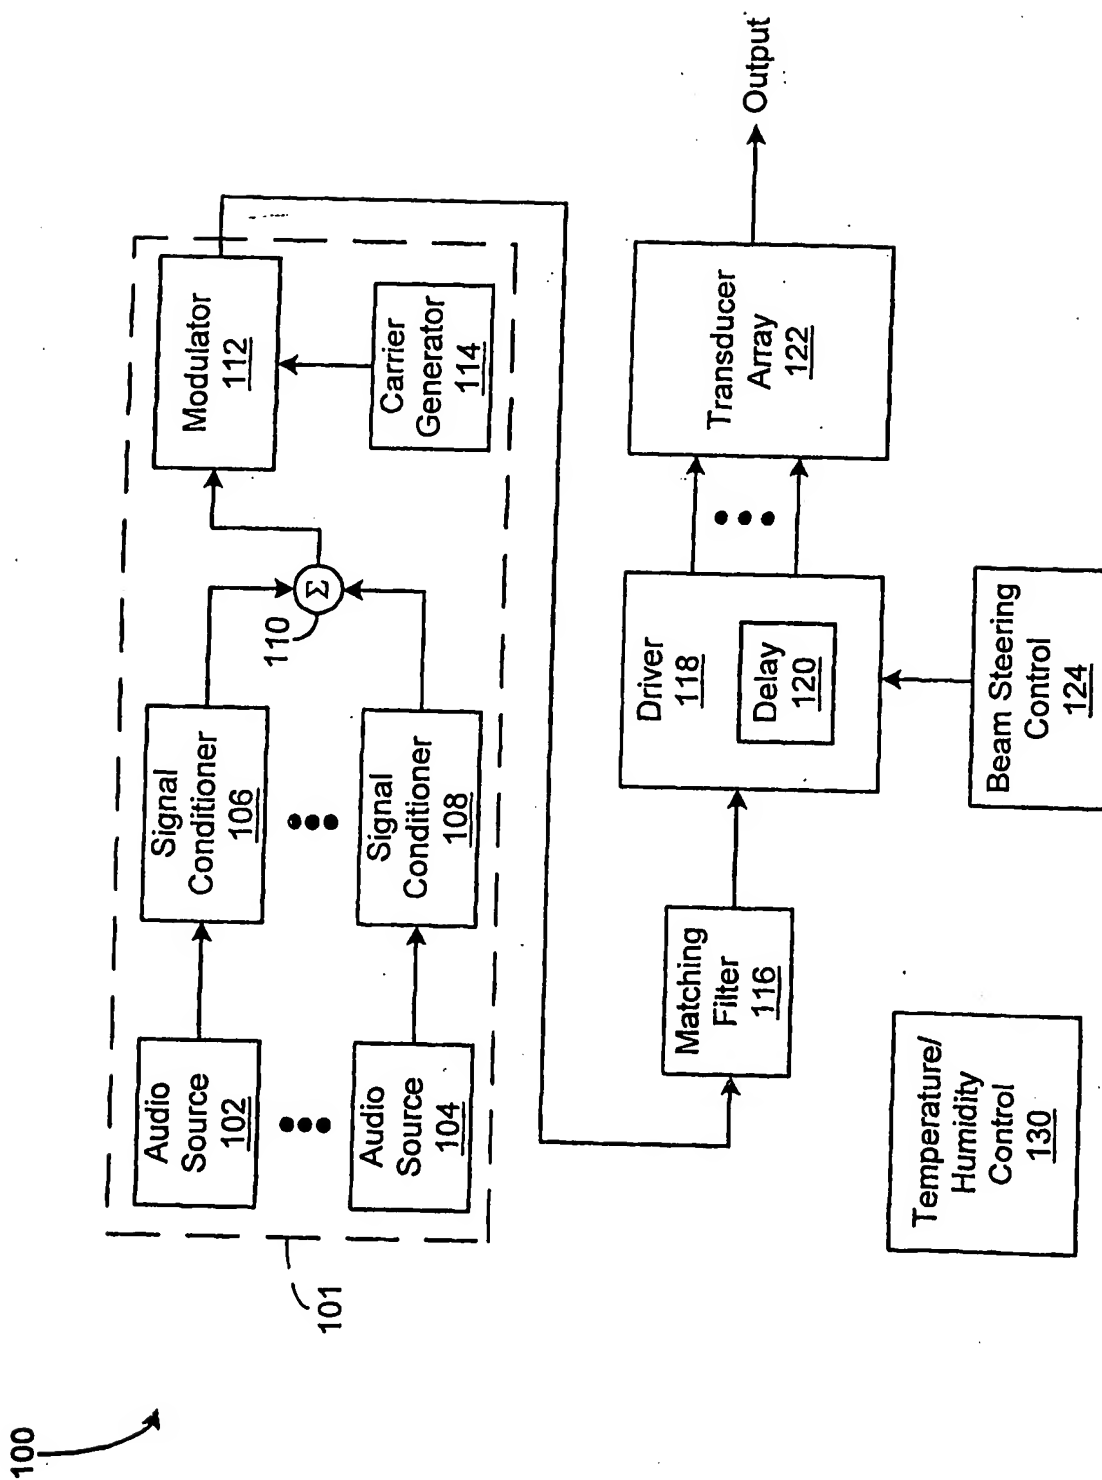 100
101
Audio
Source
102
Signal
Conditioner
106
Modulator
112
110
Σ
Audio
Source
104
Signal
Conditioner
108
Carrier
Generator
114
Matching
Filter
116
Driver
118
Delay
120
Transducer
Array
122
Output
Temperature/
Humidity
Control
130
Beam Steering
Control
124